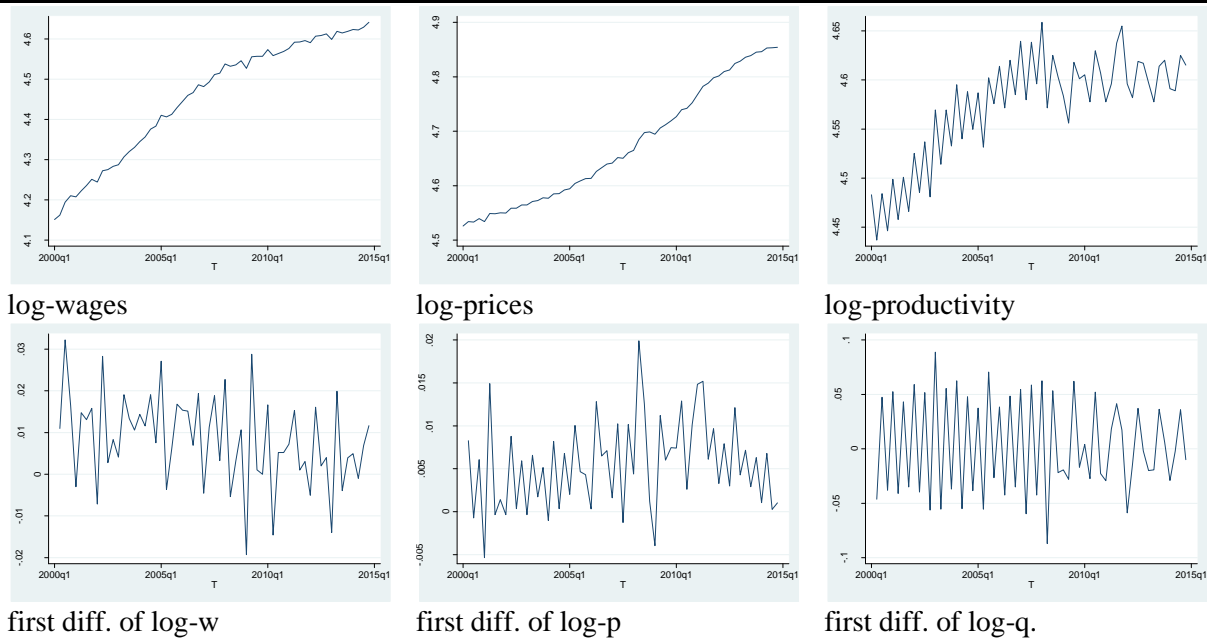 4.6
4.5
4.4
4.3
4.2
4.1
2000q1 2005q1 2010q1 2015q1
T
log-wages
4.9
4.8
4.7
4.6
4.5
2000q1 2005q1 2010q1 2015q1
T
log-prices
4.65
4.6
4.55
4.5
4.45
2000q1 2005q1 2010q1 2015q1
T
log-productivity
.03
.02
.01
0
-.01
-.02
2000q1 2005q1 2010q1 2015q1
T
first diff. of log-w
.02
.015
.01
.005
0
-.005
2000q1 2005q1 2010q1 2015q1
T
first diff. of log-p
.1
.05
0
-.05
-.1
2000q1 2005q1 2010q1 2015q1
T
first diff. of log-q.